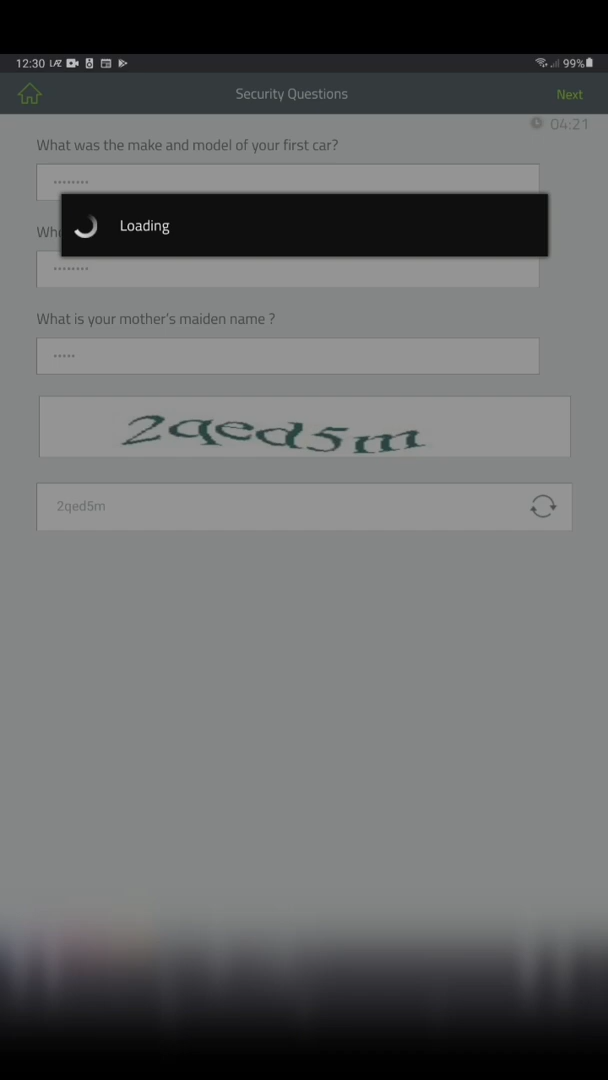 12:30 99%
Security Questions Next
04:21
What was the make and model of your first car?
••••••••
Loading
••••••••
What is your mother's maiden name ?
•••••
2qed5m
2qed5m